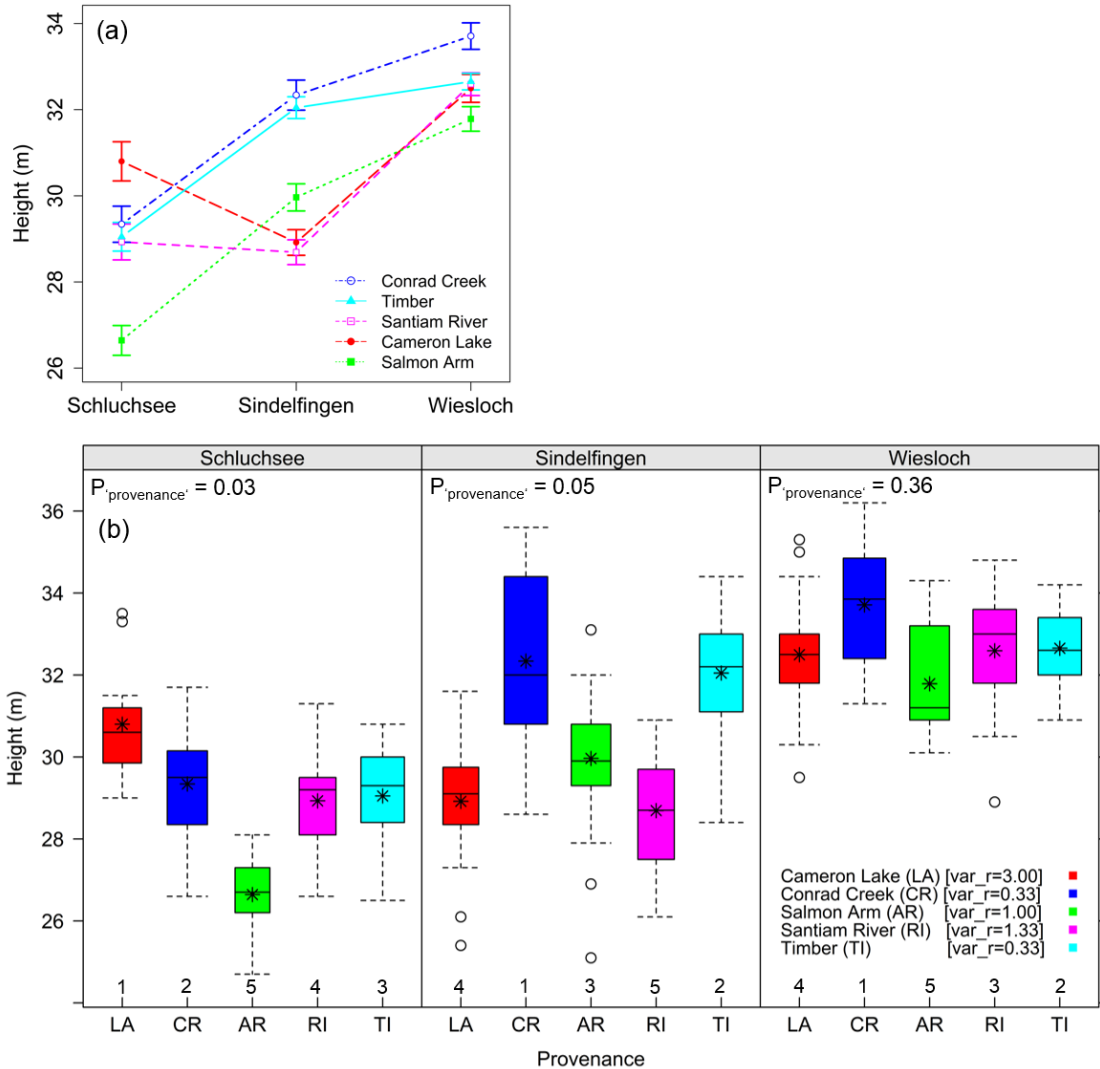 (a)
34
32
30
28
26
Height (m)
Conrad Creek
Timber
Santiam River
Cameron Lake
Salmon Arm
Schluchsee Sindelfingen Wiesloch
Schluchsee Sindelfingen Wiesloch
P‘provenance‘ = 0.03 P‘provenance‘ = 0.05 P‘provenance‘ = 0.36
(b)
36
34
32
30
28
26
Height (m)
Cameron Lake (LA) [var_r=3.00]
Conrad Creek (CR) [var_r=0.33]
Salmon Arm (AR) [var_r=1.00]
Santiam River (RI) [var_r=1.33]
Timber (TI) [var_r=0.33]
1 2 5 4 3 4 1 3 5 2 4 1 5 3 2
LA CR AR RI TI LA CR AR RI TI LA CR AR RI TI
Provenance